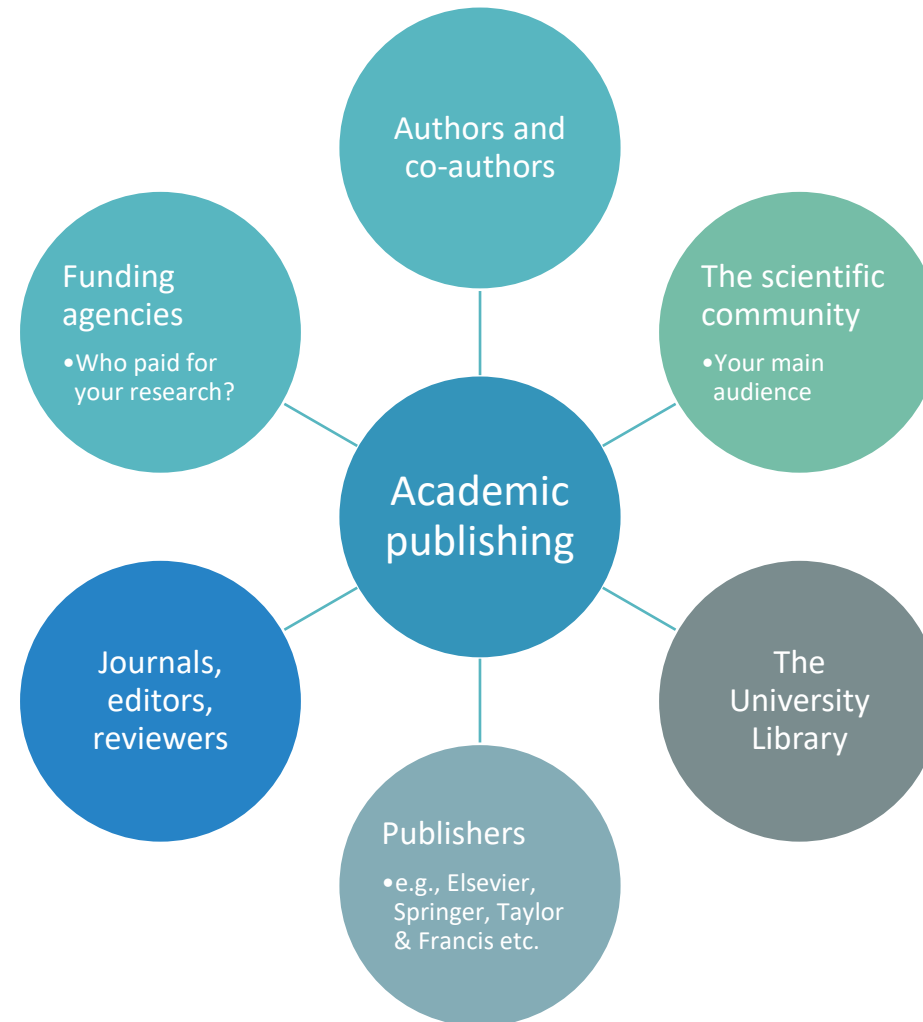 Authors and
co-authors
Funding
agencies
•Who paid for
your research?
The scientific
community
•Your main
audience
Academic
publishing
Journals,
editors,
reviewers
The
University
Library
Publishers
•e.g., Elsevier,
Springer, Taylor
& Francis etc.